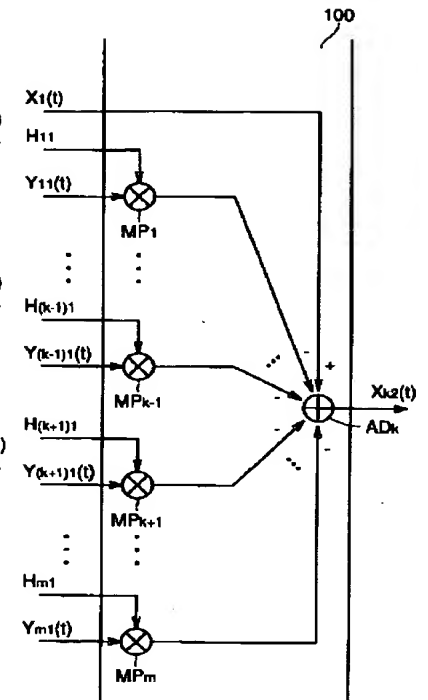 100
X1(t)
H11
Y11(t)
MP1
H(k-1)1
Y(k-1)1(t)
MPk-1
- +
-
-
-
Xk2(t)
ADk
H(k+1)1
Y(k+1)1(t)
MPk+1
Hm1
Ym1(t)
MPm